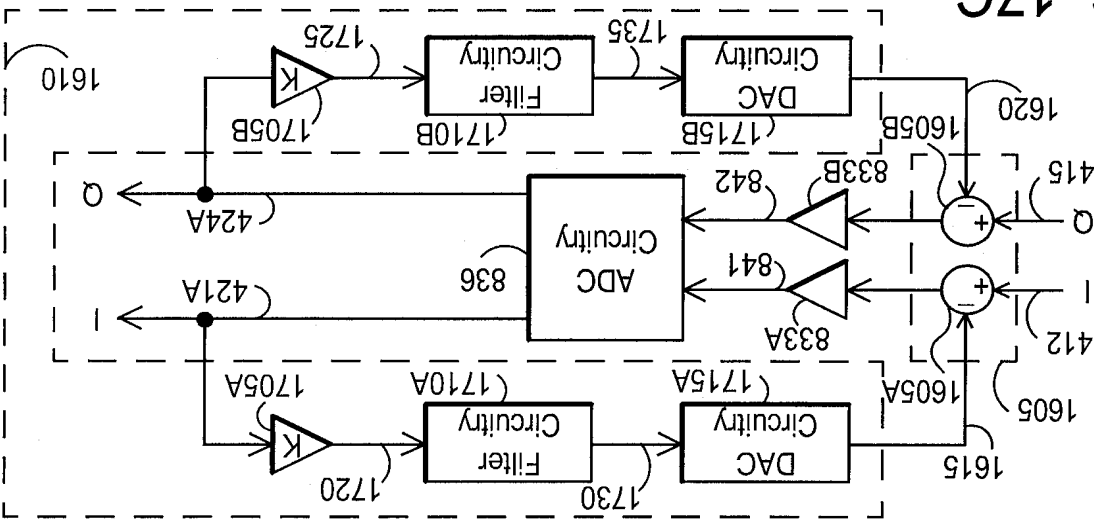 1615
1730
1720
DAC
Circuitry
Filter
Circuitry
K
1605
1605A
1715A
1710A
1705A
412
833A
I
+
−
841
ADC
Circuitry
836
421A
I
Q
+
−
415
833B
842
424A
Q
1605B
1620
1715B
1710B
1705B
DAC
Circuitry
Filter
Circuitry
K
1610
1735
1725
17C